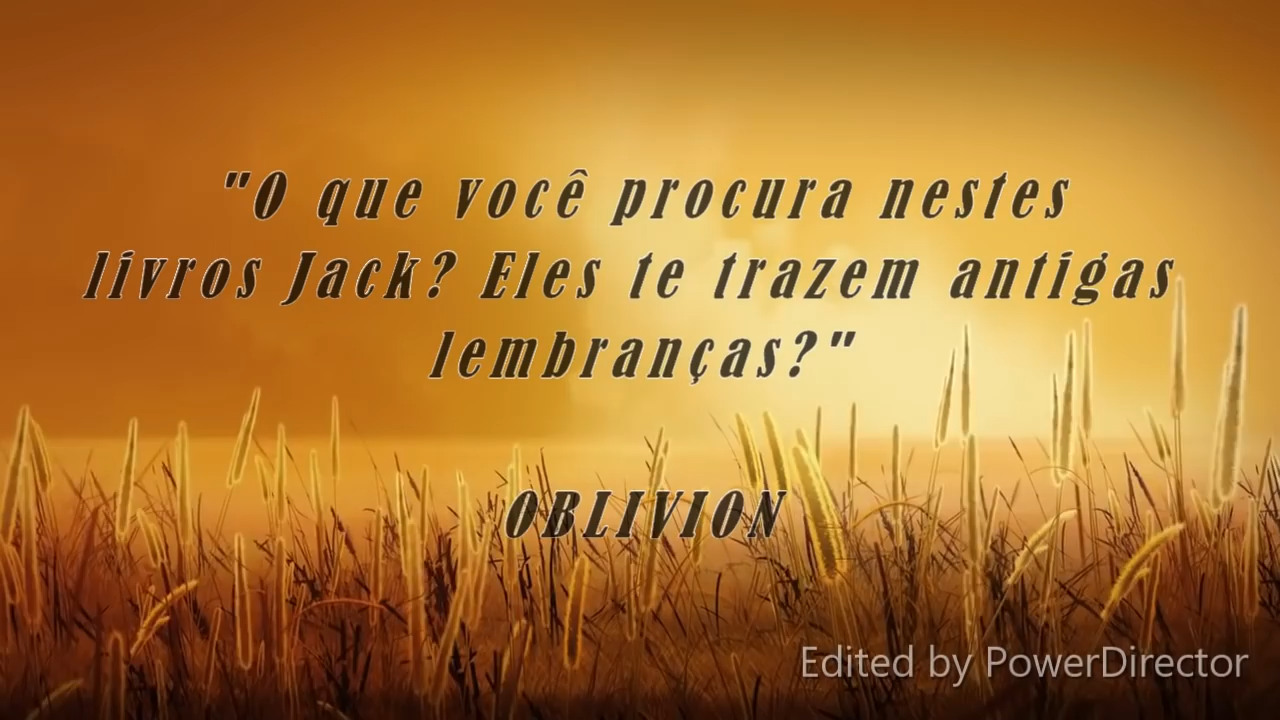 "O que você procura nestes
livros Jack? Eles te trazem antigas
lembranças?"
OBLIVION
Edited by PowerDirector